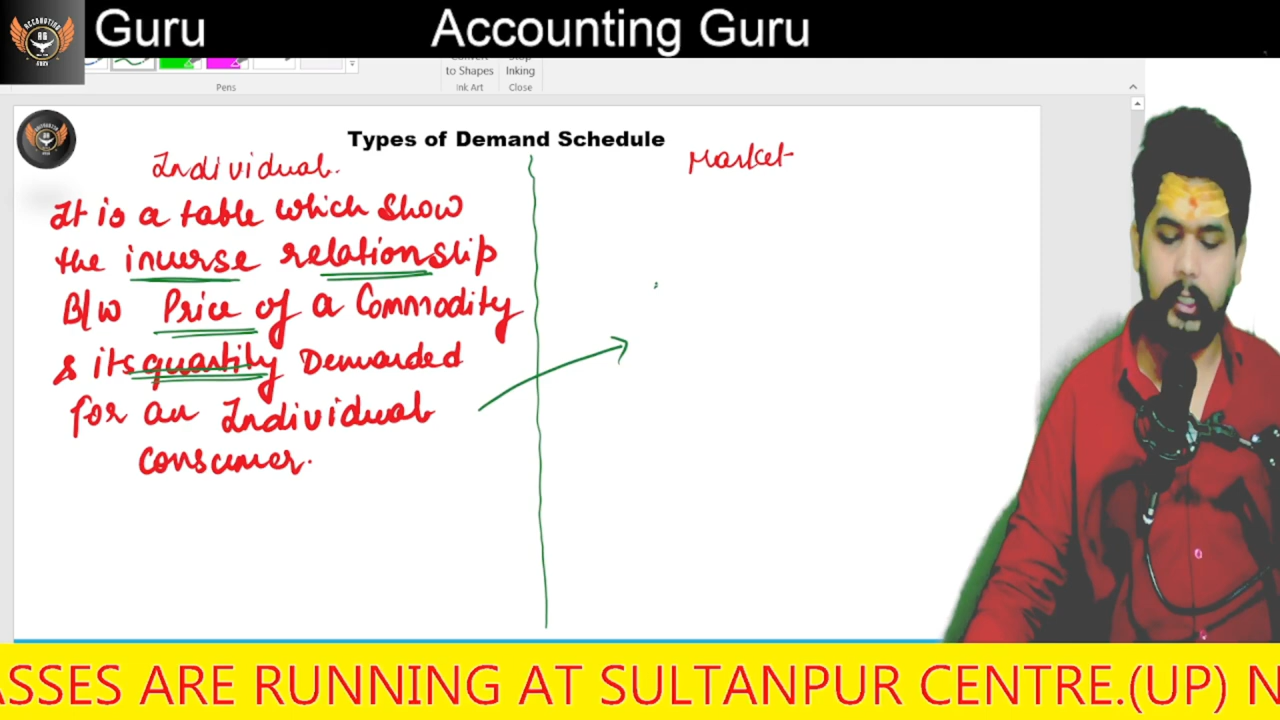 Guru Accounting Guru
Convert
to Shapes
Stop
Inking
Pens
Ink Art
Close
Types of Demand Schedule
Individual.
It is a table which show
the inverse relationship
B/w Price of a Commodity
& its quantity Demanded
for an Individual
consumer.
Market
ASSES ARE RUNNING AT SULTANPUR CENTRE.(UP) N